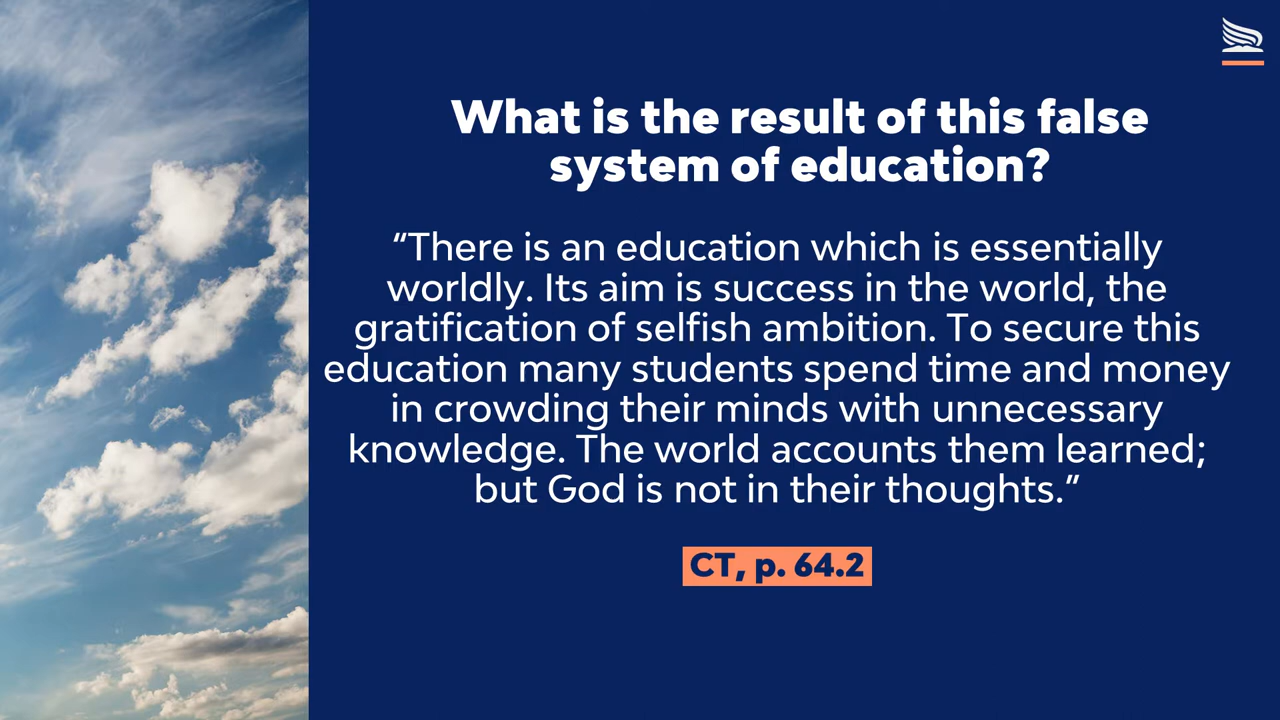 What is the result of this false
system of education?
“There is an education which is essentially
worldly. Its aim is success in the world, the
gratification of selfish ambition. To secure this
education many students spend time and money
in crowding their minds with unnecessary
knowledge. The world accounts them learned;
but God is not in their thoughts.”
CT, p. 64.2